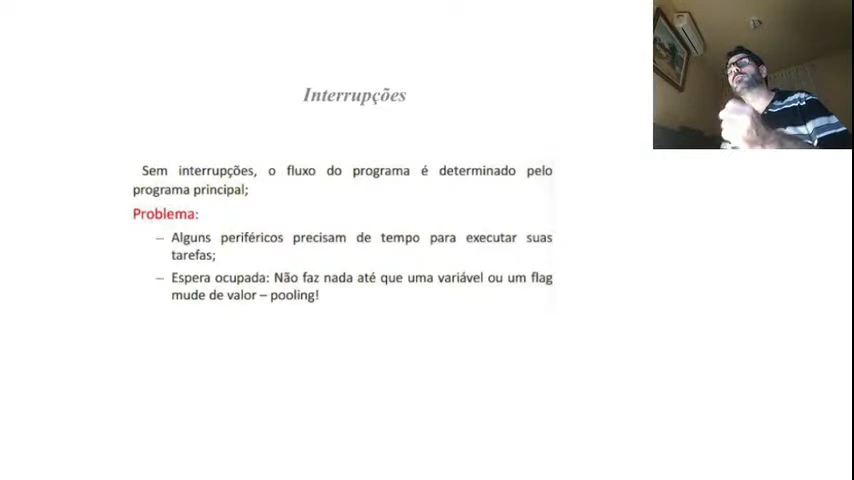 Interrupções
Sem interrupções, o fluxo do programa é determinado pelo
programa principal;
Problema:
– Alguns periféricos precisam de tempo para executar suas
tarefas;
– Espera ocupada: Não faz nada até que uma variável ou um flag
mude de valor – pooling!